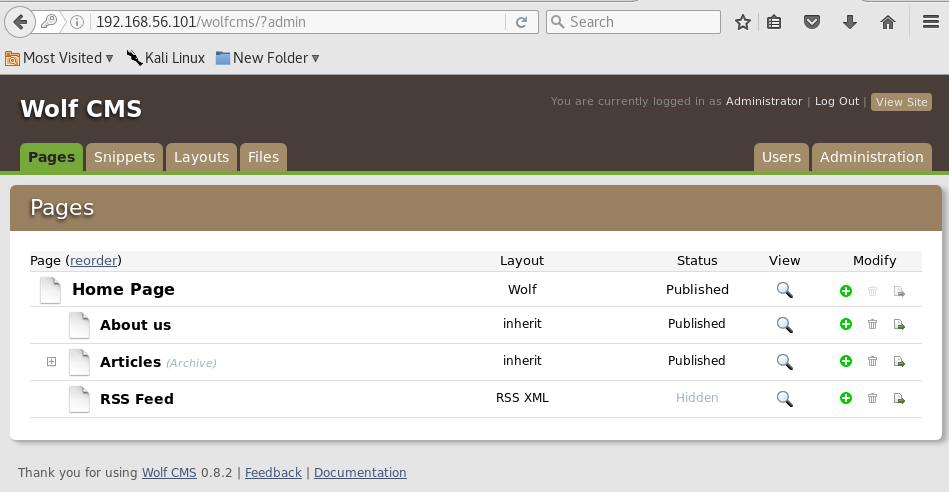 192.168.56.101/wolfcms/?admin Search
Most Visited Kali Linux New Folder
Wolf CMS
You are currently logged in as Administrator | Log Out | View Site
Pages Snippets Layouts Files Users Administration
Pages
Page (reorder) Layout Status View Modify
Home Page Wolf Published
About us inherit Published
Articles (Archive) inherit Published
RSS Feed RSS XML Hidden
Thank you for using Wolf CMS 0.8.2 | Feedback | Documentation